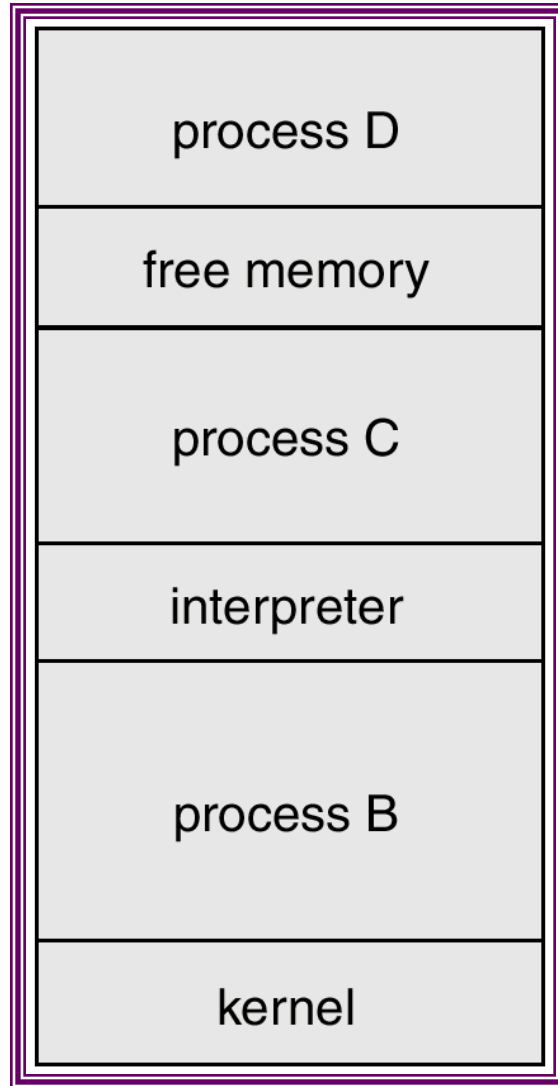 process D
free memory
process C
interpreter
process B
kernel